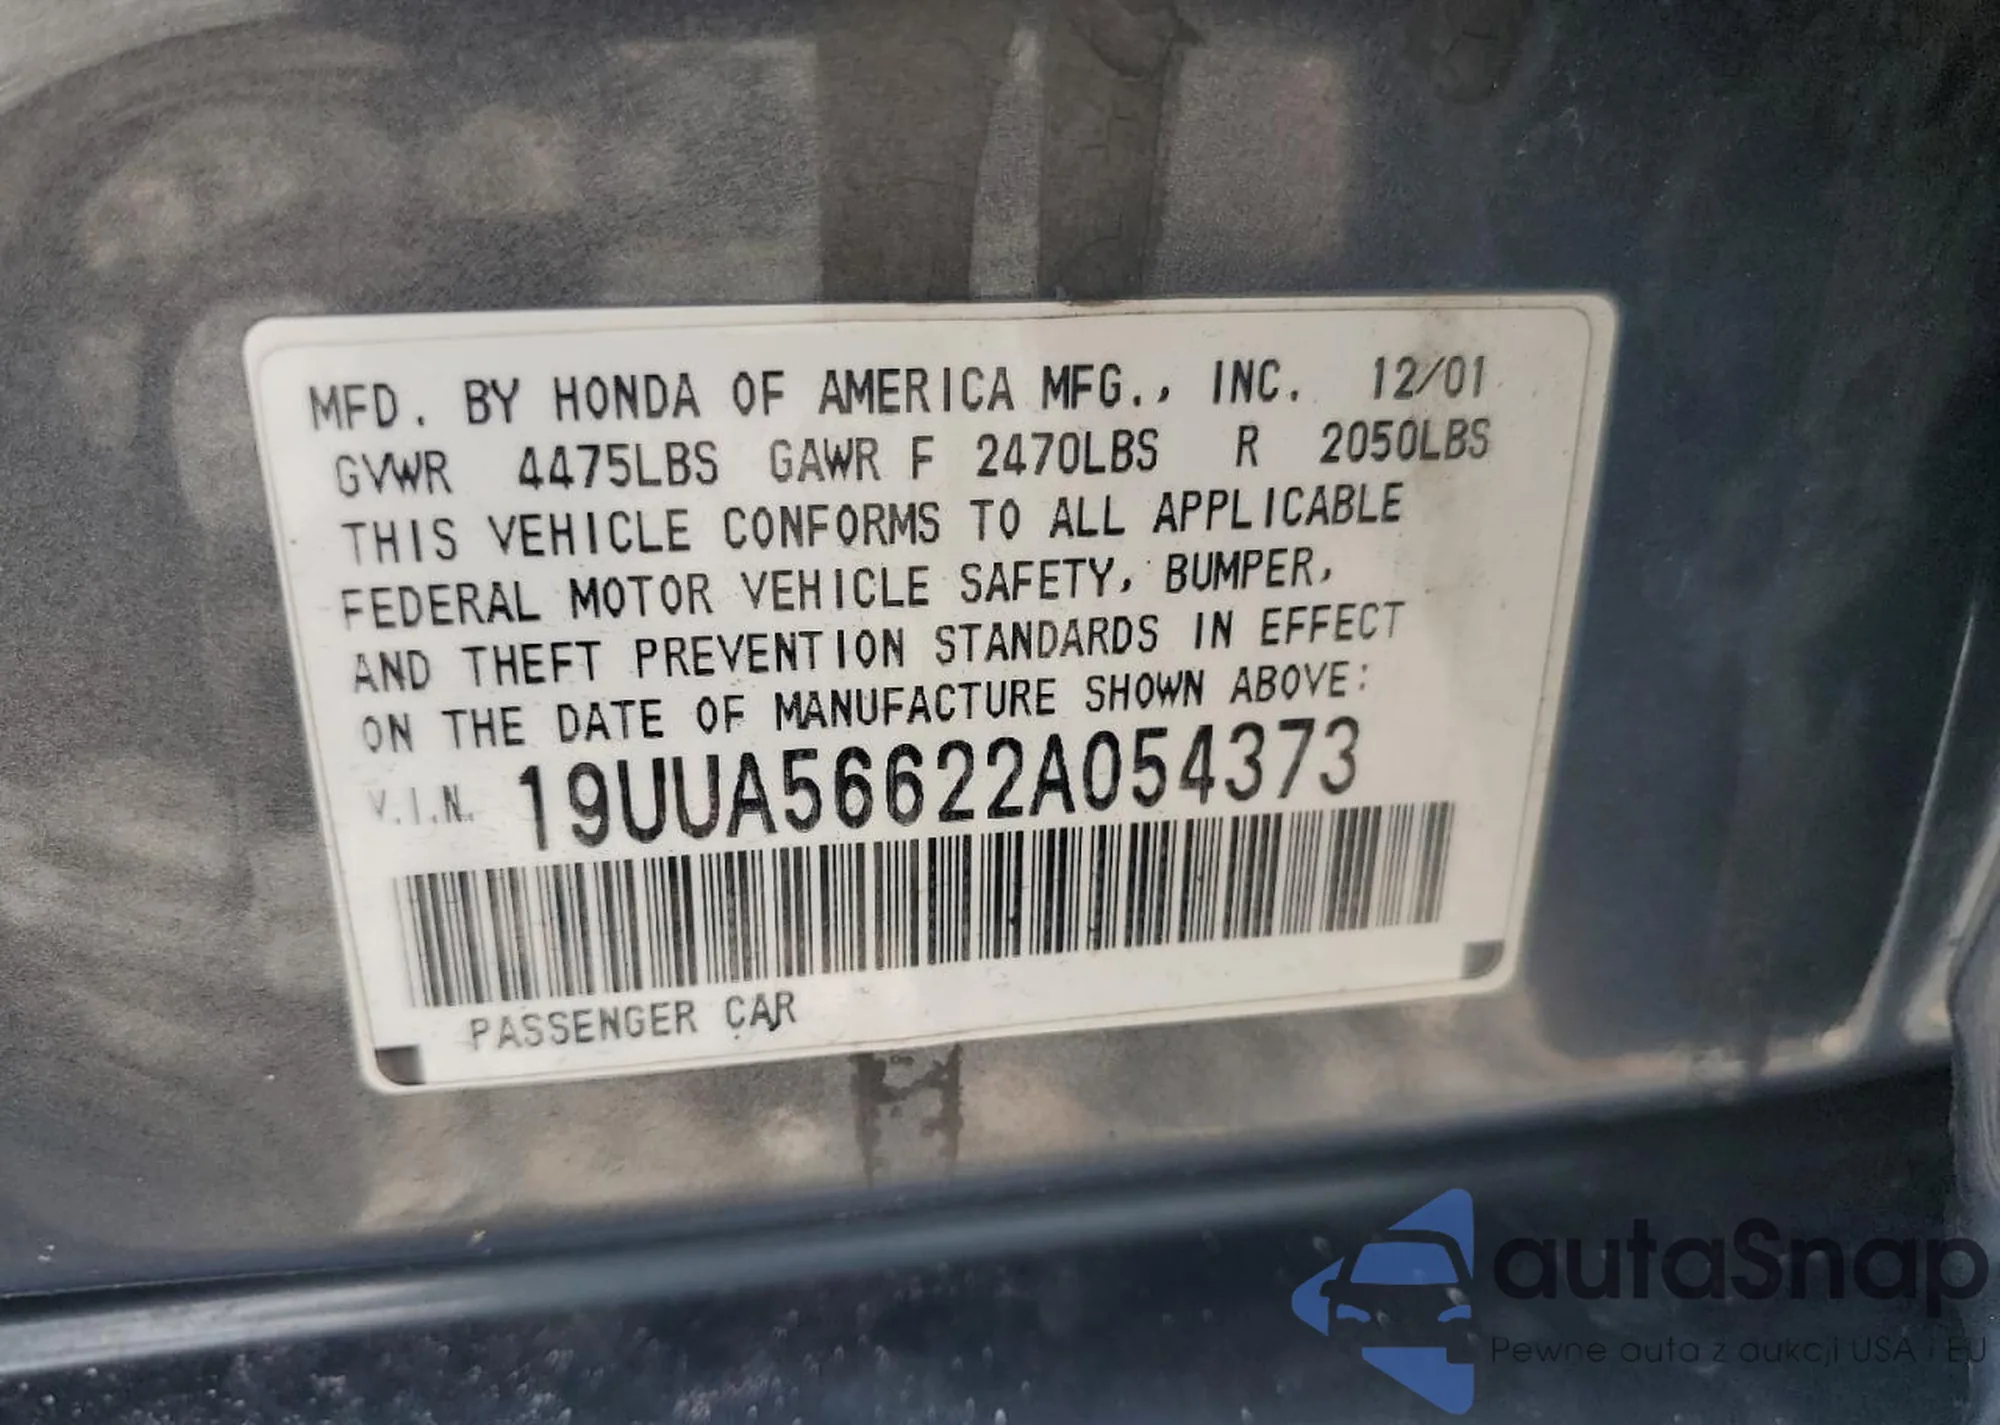 MFD. BY HONDA OF AMERICA MFG., INC. 12/01
GVWR 4475LBS GAWR F 2470LBS R 2050LBS
THIS VEHICLE CONFORMS TO ALL APPLICABLE
FEDERAL MOTOR VEHICLE SAFETY, BUMPER,
AND THEFT PREVENTION STANDARDS IN EFFECT
ON THE DATE OF MANUFACTURE SHOWN ABOVE:
V.I.N. 19UUA56622A054373
PASSENGER CAR
autaSnap
Pewne auta z aukcji USA i EU